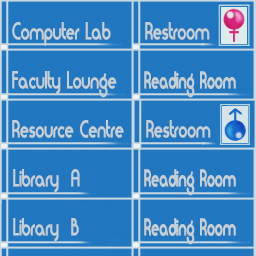 Computer Lab Restroom
Faculty Lounge Reading Room
Resource Centre Restroom
Library A Reading Room
Library B Reading Room